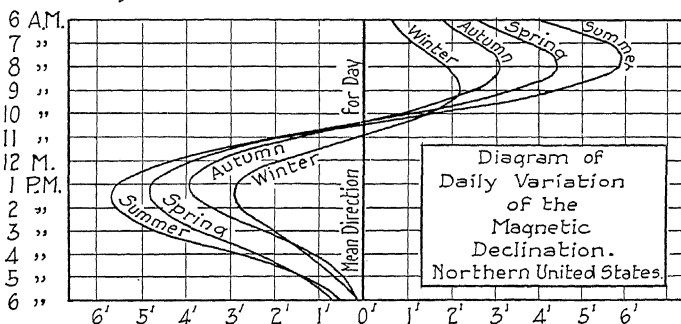 6 A.M.
7 ,,
8 ,,
9 ,,
10 ,,
11 ,,
12 M.
1 P.M.
2 ,,
3 ,,
4 ,,
5 ,,
6 ,,
Winter
Autumn
Spring
Summer
Autumn
Winter
Spring
Summer
Mean Direction for Day
Diagram of
Daily Variation
of the
Magnetic
Declination.
Northern United States.
6' 5' 4' 3' 2' 1' 0' 1' 2' 3' 4' 5' 6'